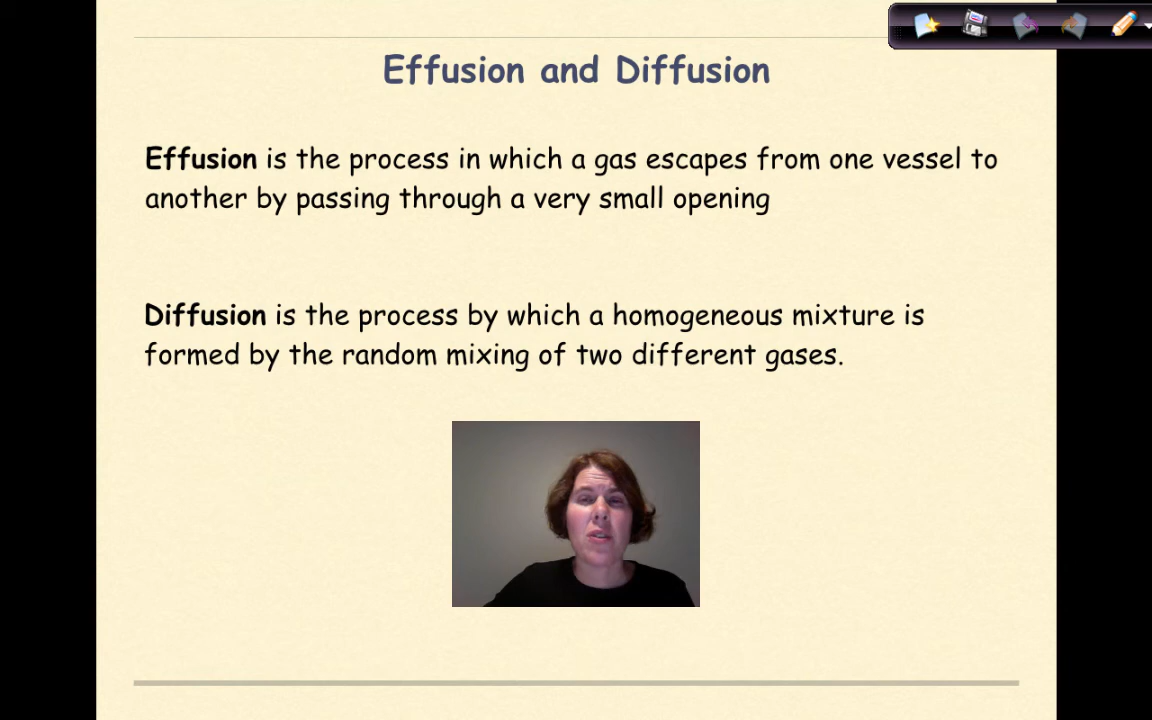 Effusion and Diffusion
Effusion is the process in which a gas escapes from one vessel to
another by passing through a very small opening
Diffusion is the process by which a homogeneous mixture is
formed by the random mixing of two different gases.